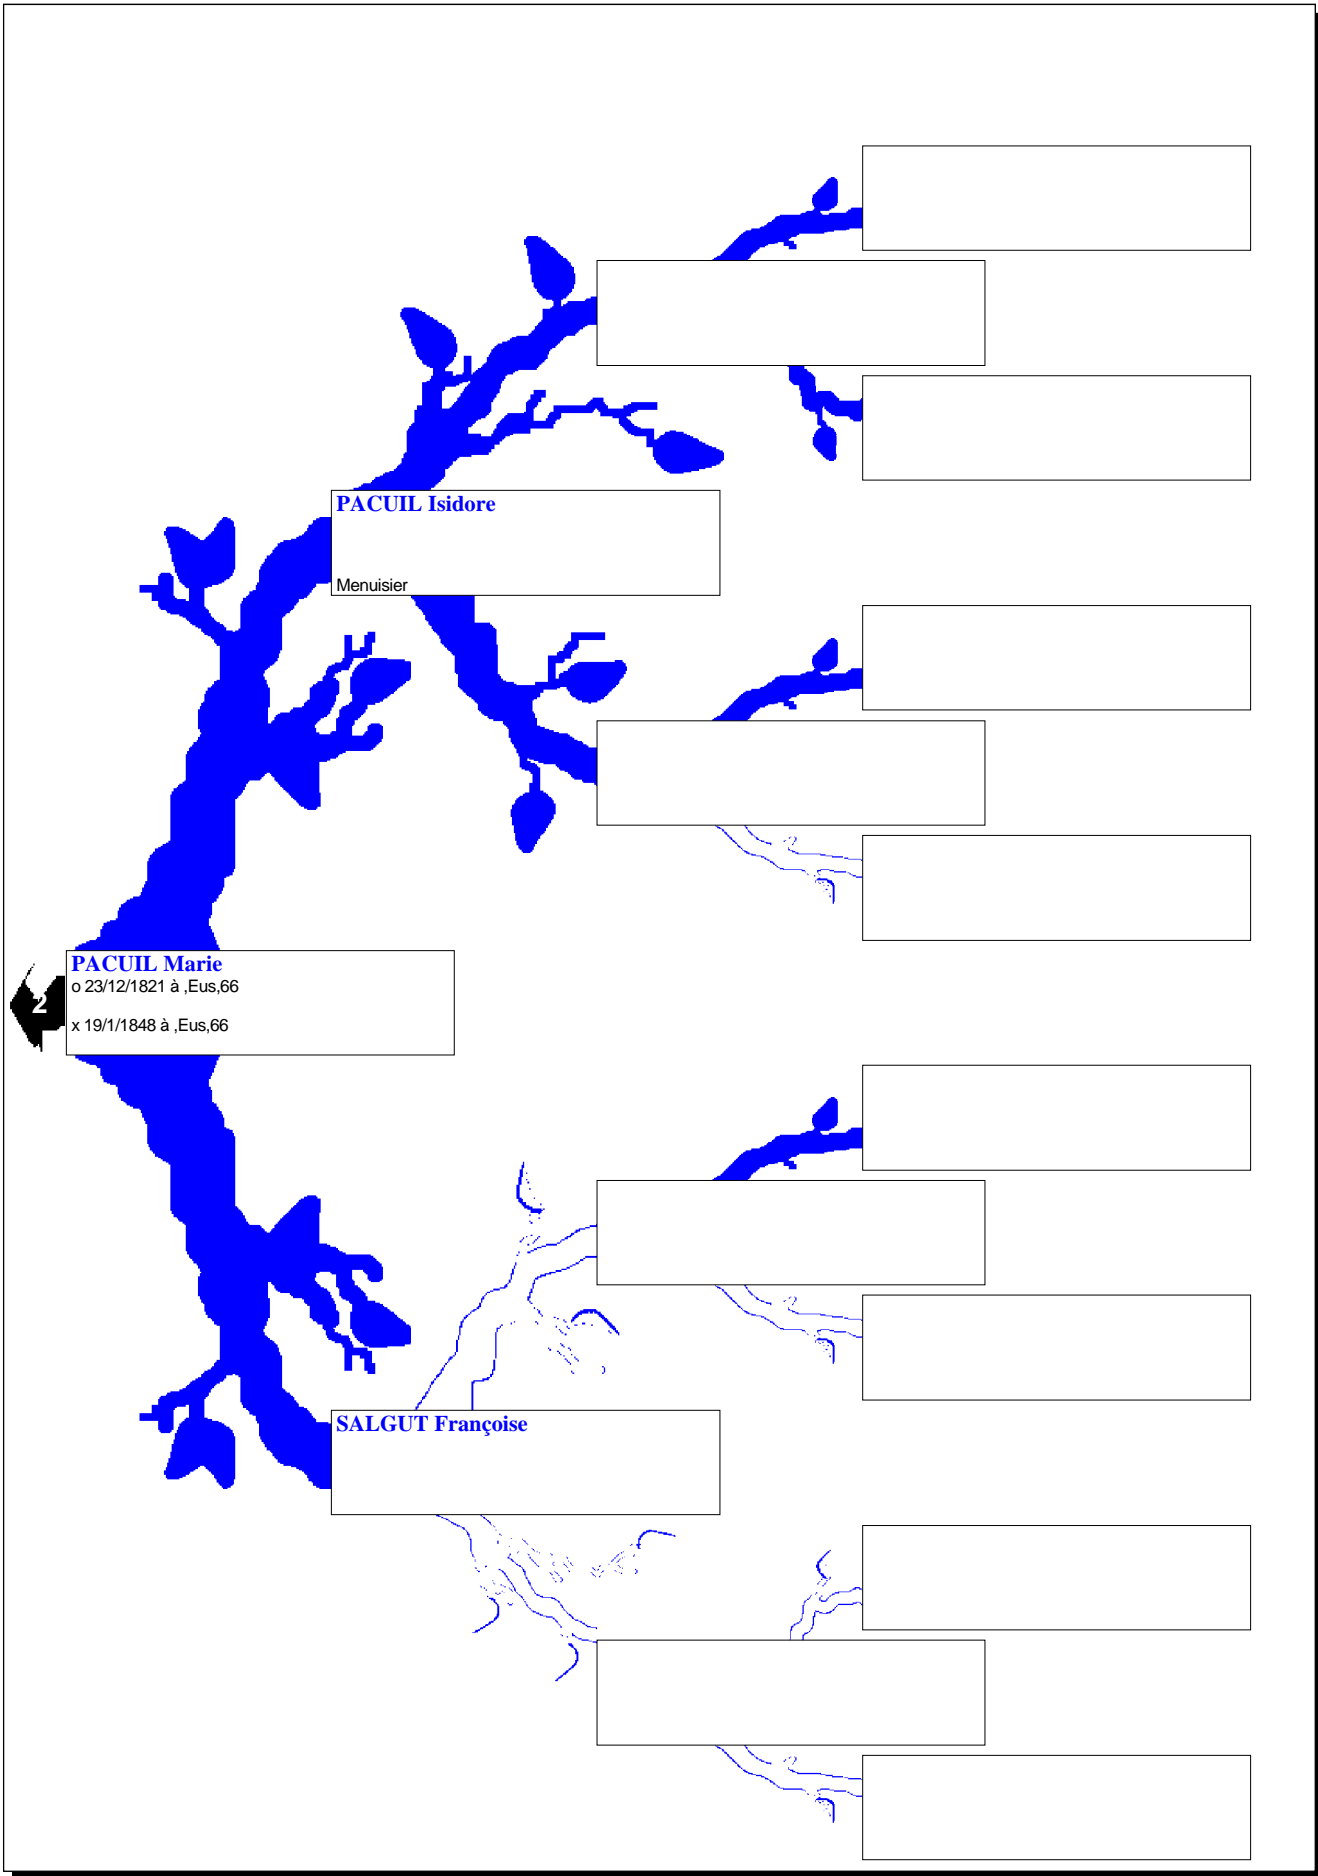 PACUIL Isidore
Menuisier
PACUIL Marie
o 23/12/1821 à ,Eus,66
2
x 19/1/1848 à ,Eus,66
SALGUT Françoise